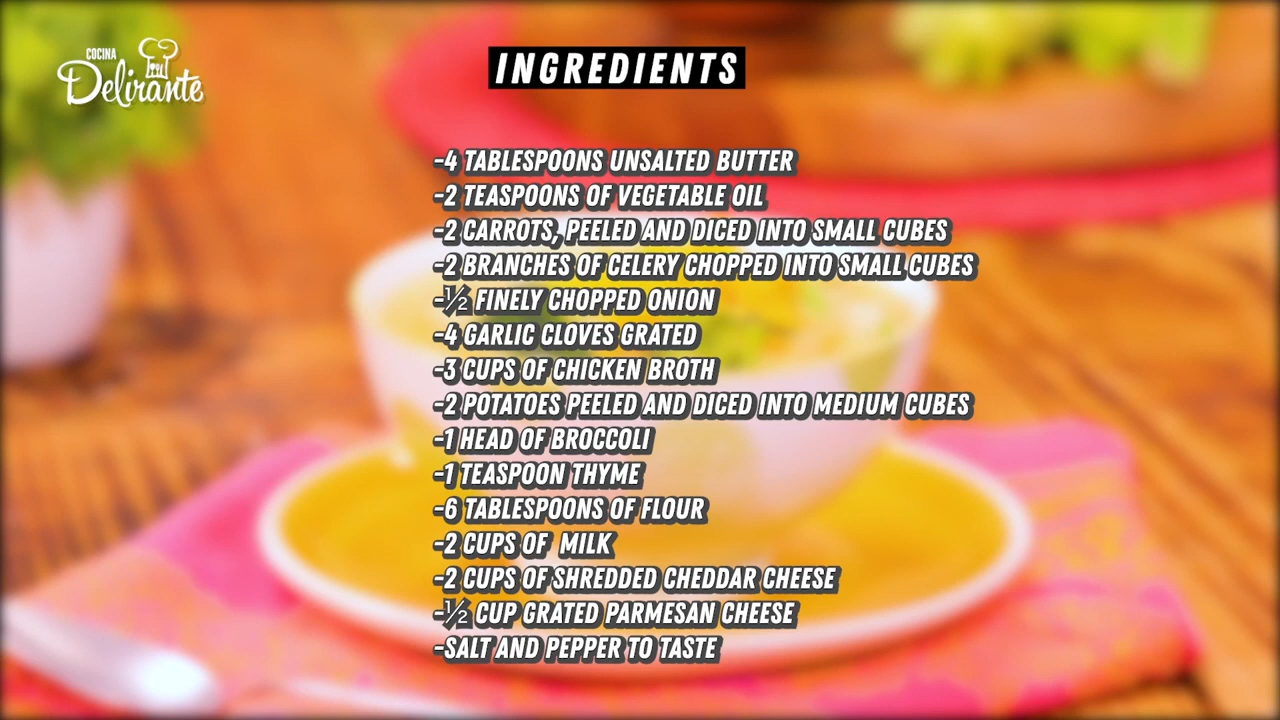 COCINA
Delirante
INGREDIENTS
-4 TABLESPOONS UNSALTED BUTTER
-2 TEASPOONS OF VEGETABLE OIL
-2 CARROTS, PEELED AND DICED INTO SMALL CUBES
-2 BRANCHES OF CELERY CHOPPED INTO SMALL CUBES
-½ FINELY CHOPPED ONION
-4 GARLIC CLOVES GRATED
-3 CUPS OF CHICKEN BROTH
-2 POTATOES PEELED AND DICED INTO MEDIUM CUBES
-1 HEAD OF BROCCOLI
-1 TEASPOON THYME
-6 TABLESPOONS OF FLOUR
-2 CUPS OF  MILK
-2 CUPS OF SHREDDED CHEDDAR CHEESE
-½ CUP GRATED PARMESAN CHEESE
-SALT AND PEPPER TO TASTE